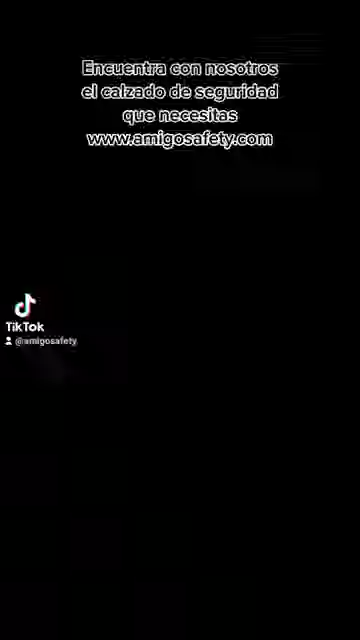 Encuentra con nosotros
el calzado de seguridad
que necesitas
www.amigosafety.com
TikTok
@amigosafety